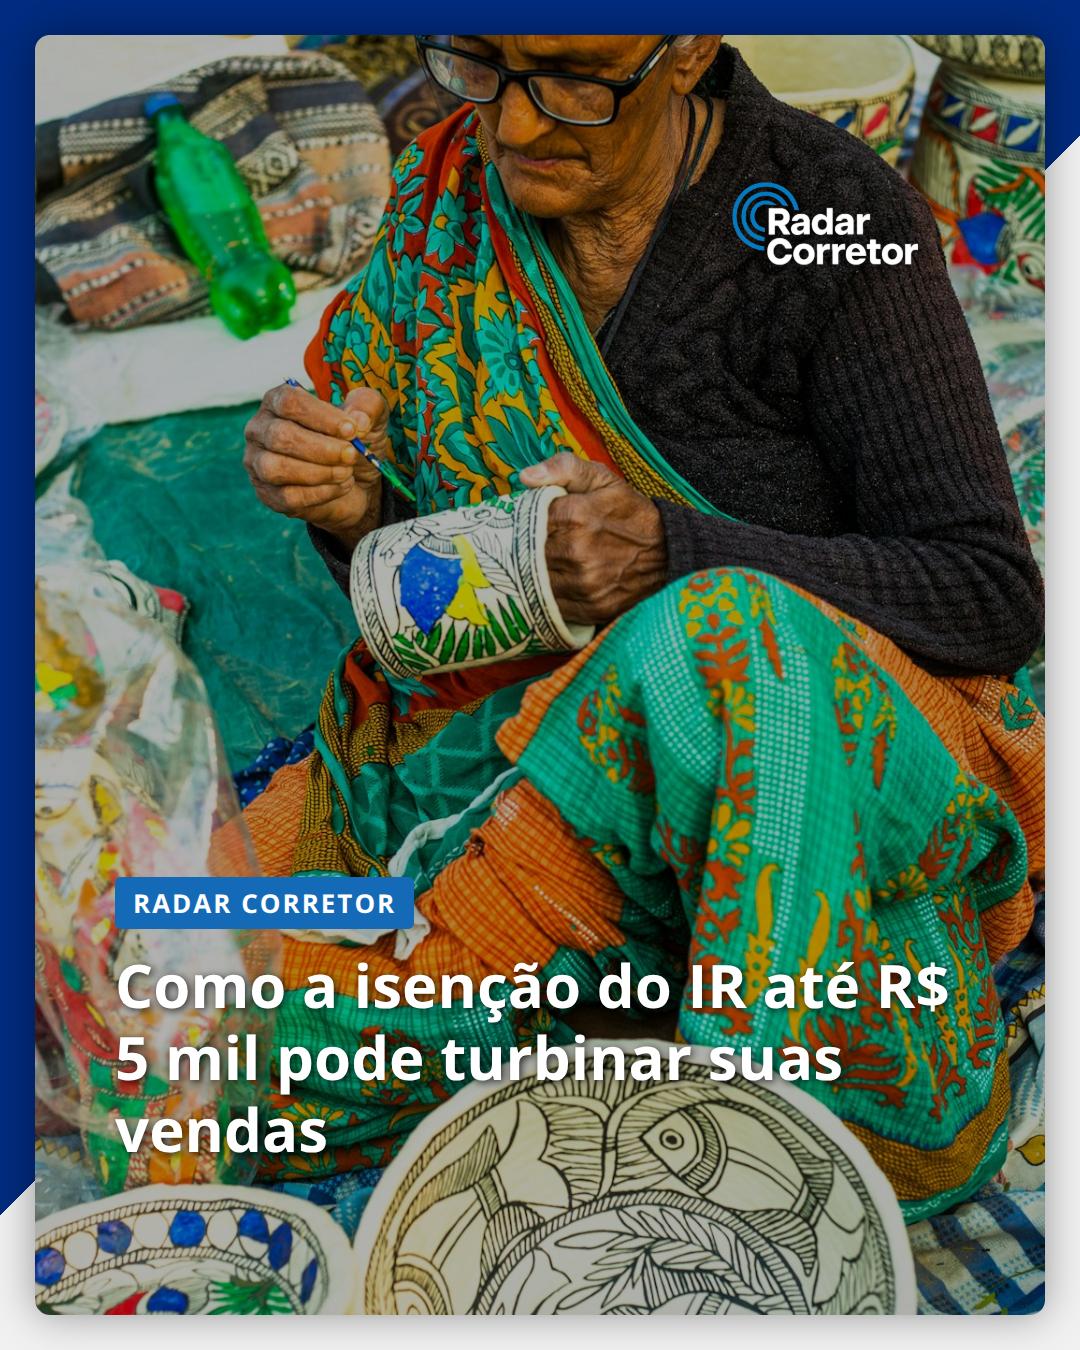 Radar
Corretor
RADAR CORRETOR
Como a isenção do IR até R$
5 mil pode turbinar suas
vendas